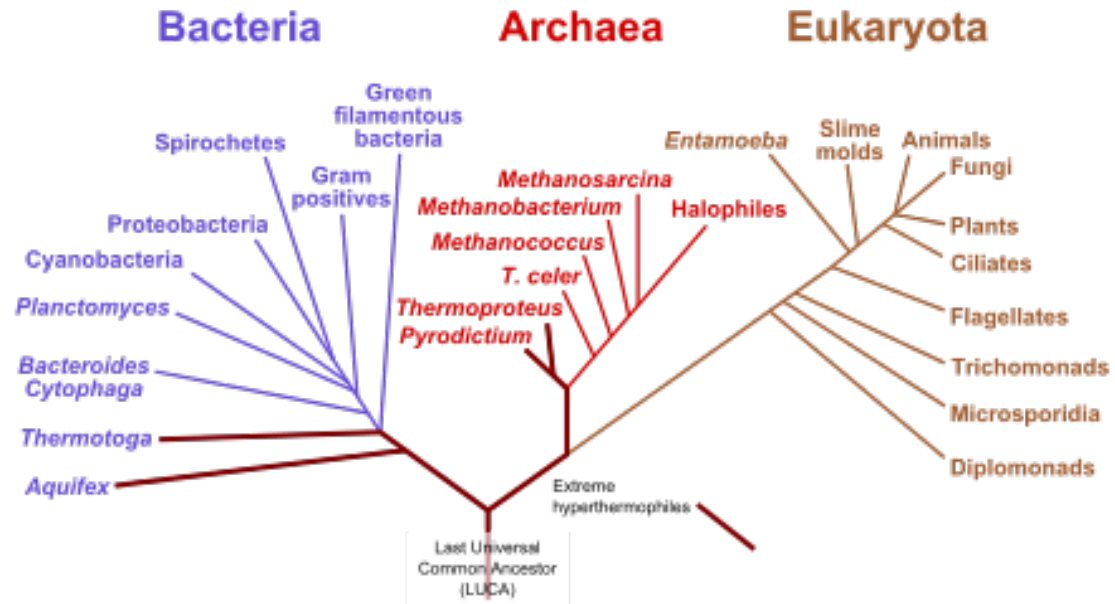 Bacteria
Archaea
Eukaryota
Green
filamentous
bacteria
Spirochetes
Gram
positives
Proteobacteria
Cyanobacteria
Planctomyces
Bacteroides
Cytophaga
Thermotoga
Aquifex
Methanosarcina
Methanobacterium
Halophiles
Methanococcus
T. celer
Thermoproteus
Pyrodictium
Entamoeba
Slime
molds
Animals
Fungi
Plants
Ciliates
Flagellates
Trichomonads
Microsporidia
Diplomonads
Extreme
hyperthermophiles
Last Universal
Common Ancestor
(LUCA)